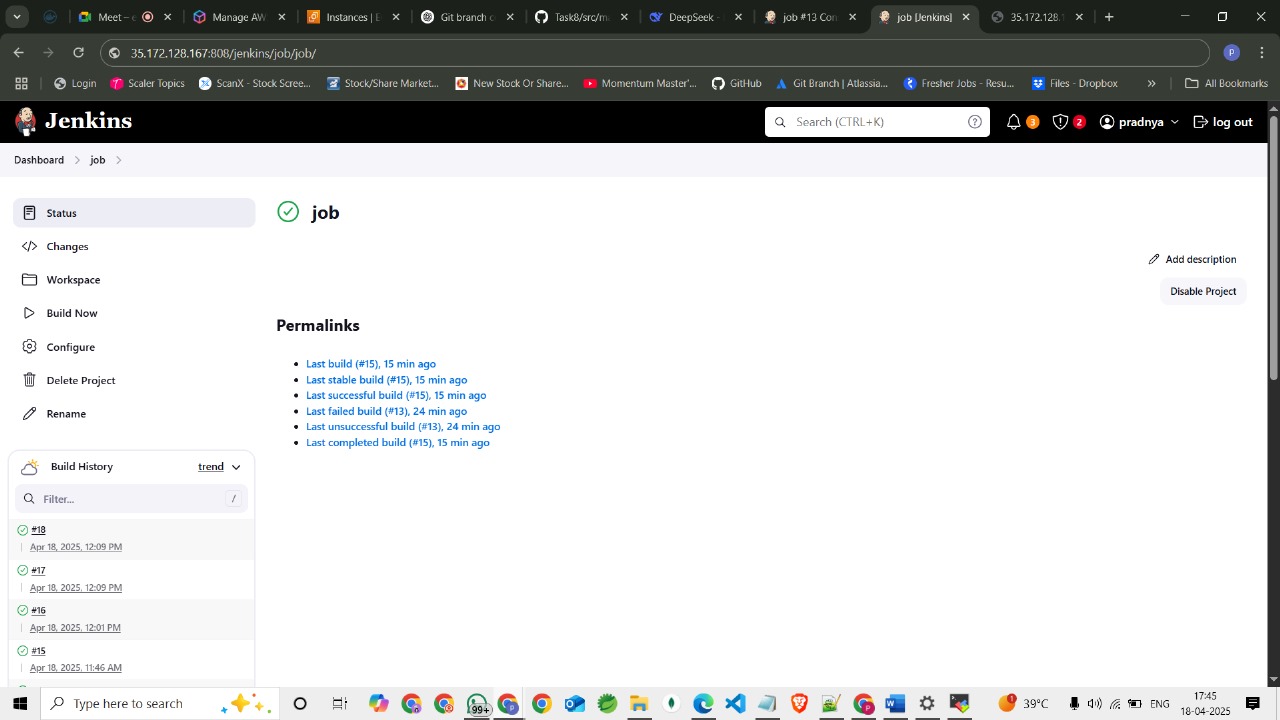 Meet – E
Manage AW
Instances | E
Git branch c
Task8/src/m
DeepSeek -
job #13 Con
job [Jenkins]
35.172.128.1
35.172.128.167:808/jenkins/job/job/
p
Login
Scaler Topics
ScanX - Stock Scree...
Stock/Share Market...
New Stock Or Share...
Momentum Master'...
GitHub
Git Branch | Atlassia...
Fresher Jobs - Resu...
Files - Dropbox
All Bookmarks
Jenkins
Search (CTRL+K)
3
2
pradnya
log out
Dashboard
job
Status
Changes
Workspace
Build Now
Configure
Delete Project
Rename
job
Add description
Disable Project
Permalinks
Last build (#15), 15 min ago
Last stable build (#15), 15 min ago
Last successful build (#15), 15 min ago
Last failed build (#13), 24 min ago
Last unsuccessful build (#13), 24 min ago
Last completed build (#15), 15 min ago
Build History
trend
Filter...
/
#18
Apr 18, 2025, 12:09 PM
#17
Apr 18, 2025, 12:09 PM
#16
Apr 18, 2025, 12:01 PM
#15
Apr 18, 2025, 11:46 AM
Type here to search
99+
1
39°C
ENG
17:45
18-04-2025